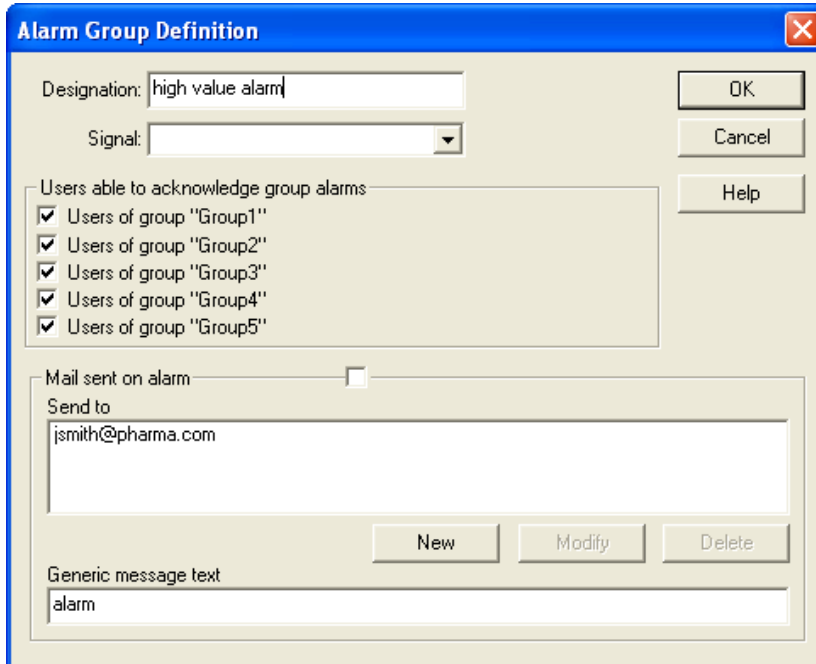 Alarm Group Definition
Designation: high value alarm
OK
Signal:
Cancel
Users able to acknowledge group alarms
Help
Users of group "Group1"
Users of group "Group2"
Users of group "Group3"
Users of group "Group4"
Users of group "Group5"
Mail sent on alarm
Send to
jsmith@pharma.com
New Modify Delete
Generic message text
alarm